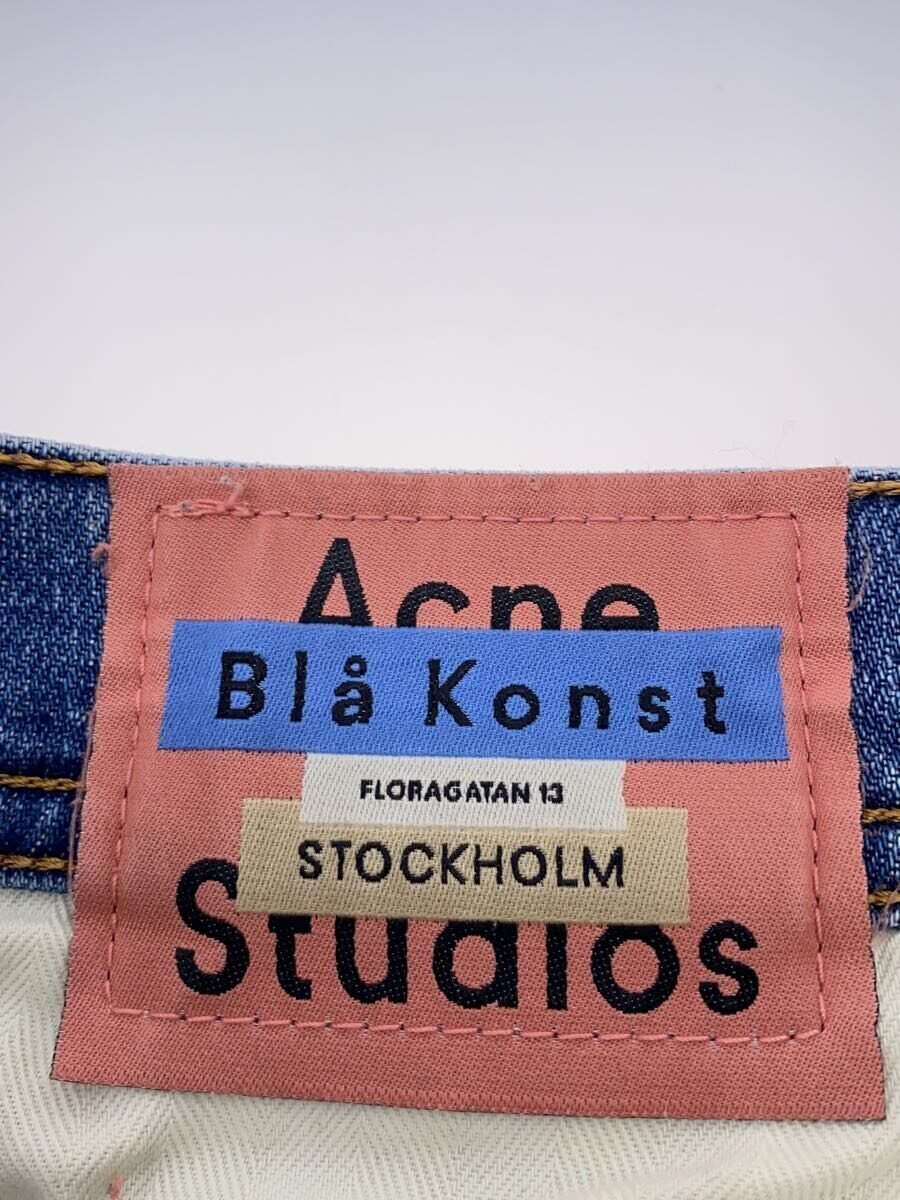 Acne
Blå Konst
FLORAGATAN 13
STOCKHOLM
Studios